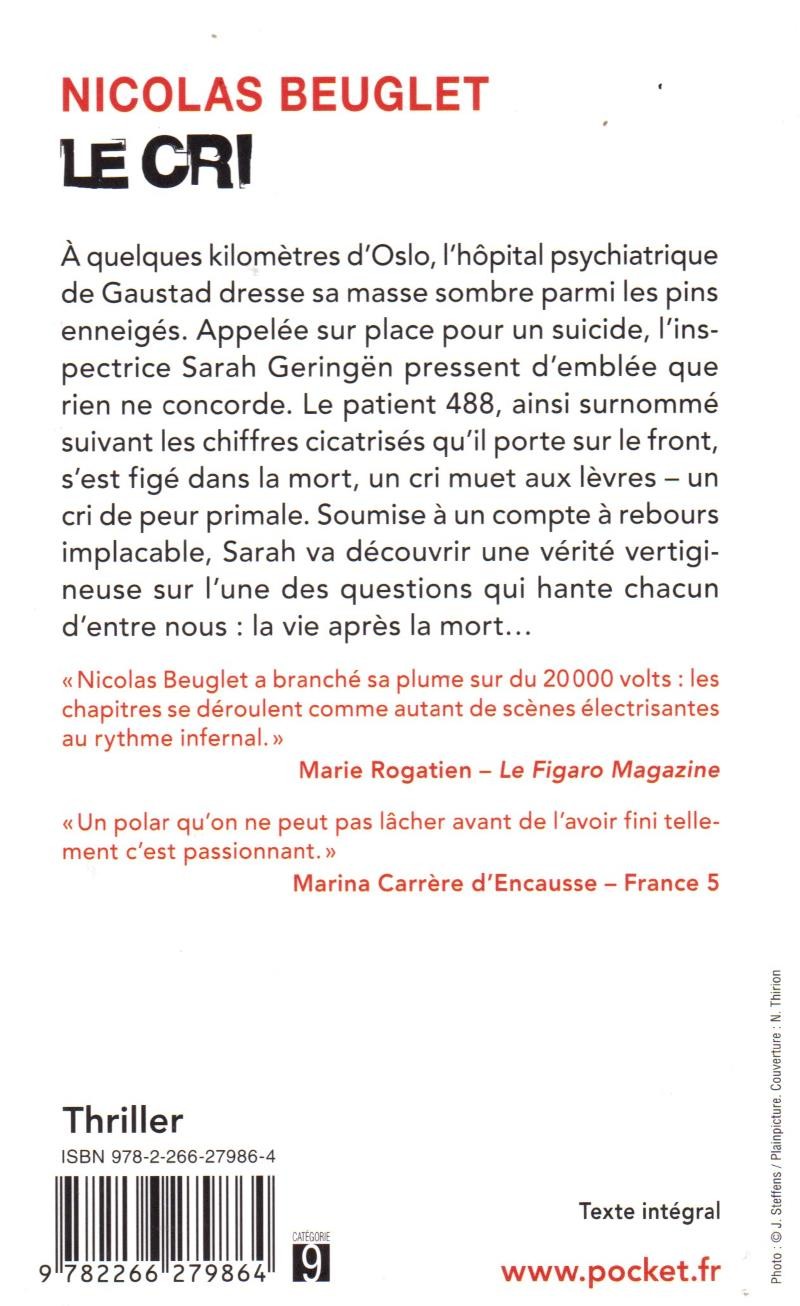 NICOLAS BEUGLET
LE CRI
À quelques kilomètres d’Oslo, l’hôpital psychiatrique
de Gaustad dresse sa masse sombre parmi les pins
enneigés. Appelée sur place pour un suicide, l’ins-
pectrice Sarah Geringën pressent d’emblée que
rien ne concorde. Le patient 488, ainsi surnommé
suivant les chiffres cicatrisés qu’il porte sur le front,
s’est figé dans la mort, un cri muet aux lèvres – un
cri de peur primale. Soumise à un compte à rebours
implacable, Sarah va découvrir une vérité vertigi-
neuse sur l’une des questions qui hante chacun
d’entre nous : la vie après la mort...
« Nicolas Beuglet a branché sa plume sur du 20 000 volts : les
chapitres se déroulent comme autant de scènes électrisantes
au rythme infernal. »
Marie Rogatien – Le Figaro Magazine
« Un polar qu’on ne peut pas lâcher avant de l’avoir fini telle-
ment c’est passionnant. »
Marina Carrère d’Encausse – France 5
Thriller
ISBN 978-2-266-27986-4
9 782266 279864
CATÉGORIE
9
Texte intégral
www.pocket.fr
Photo : © J. Steffens / Plainpicture. Couverture : N. Thirion